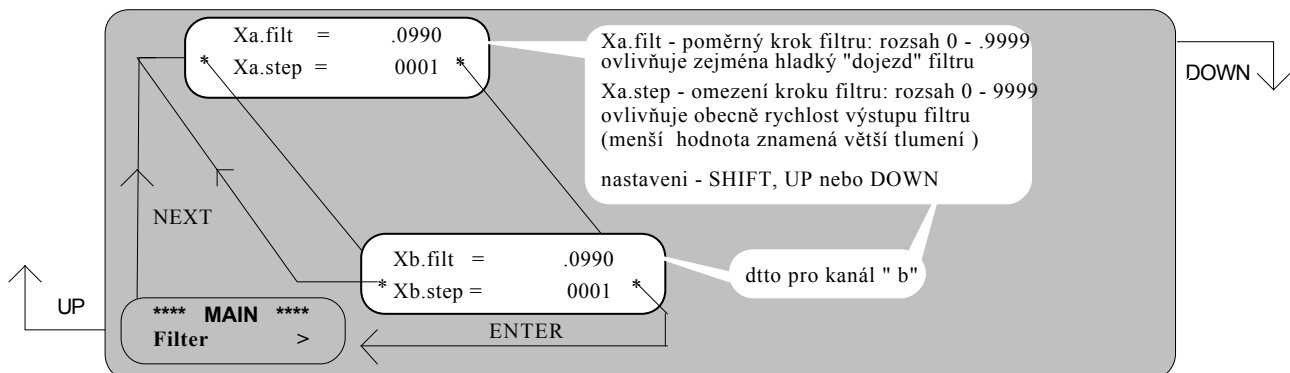 Xa.filt = .0990
* Xa.step = 0001 *
Xa.filt - poměrný krok filtru: rozsah 0 - .9999
ovlivňuje zejména hladký "dojezd" filtru
Xa.step - omezení kroku filtru: rozsah 0 - 9999
ovlivňuje obecně rychlost výstupu filtru
(menší hodnota znamená větší tlumení )
nastaveni - SHIFT, UP nebo DOWN
DOWN
NEXT
Xb.filt = .0990
* Xb.step = 0001 *
dtto pro kanál " b"
UP
**** MAIN ****
Filter >
ENTER